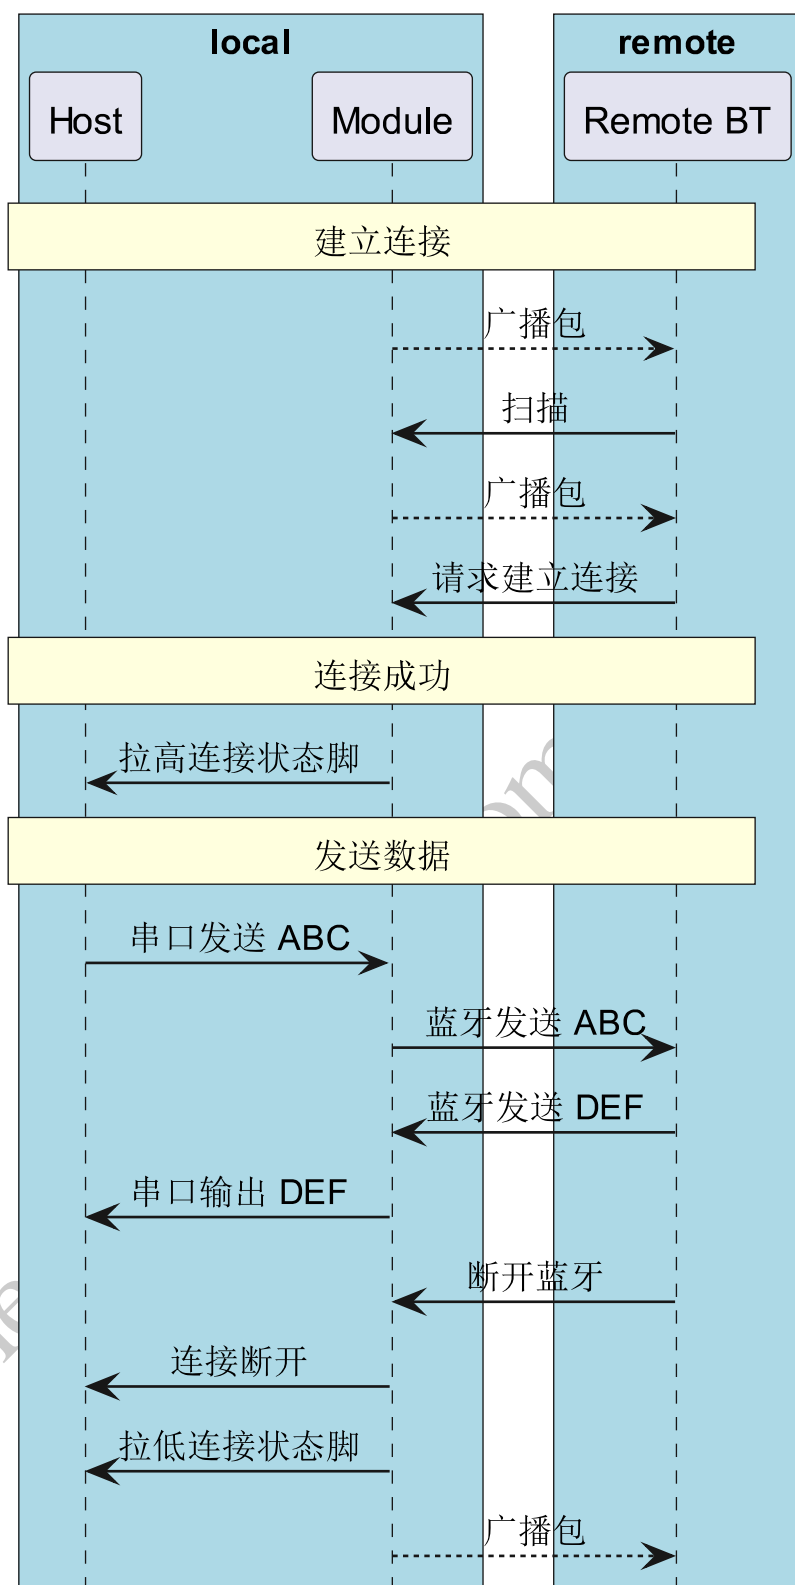 local
remote
Host
Module
Remote BT
建立连接
广播包
扫描
广播包
请求建立连接
连接成功
拉高连接状态脚
发送数据
串口发送 ABC
蓝牙发送 ABC
蓝牙发送 DEF
串口输出 DEF
断开蓝牙
连接断开
拉低连接状态脚
广播包